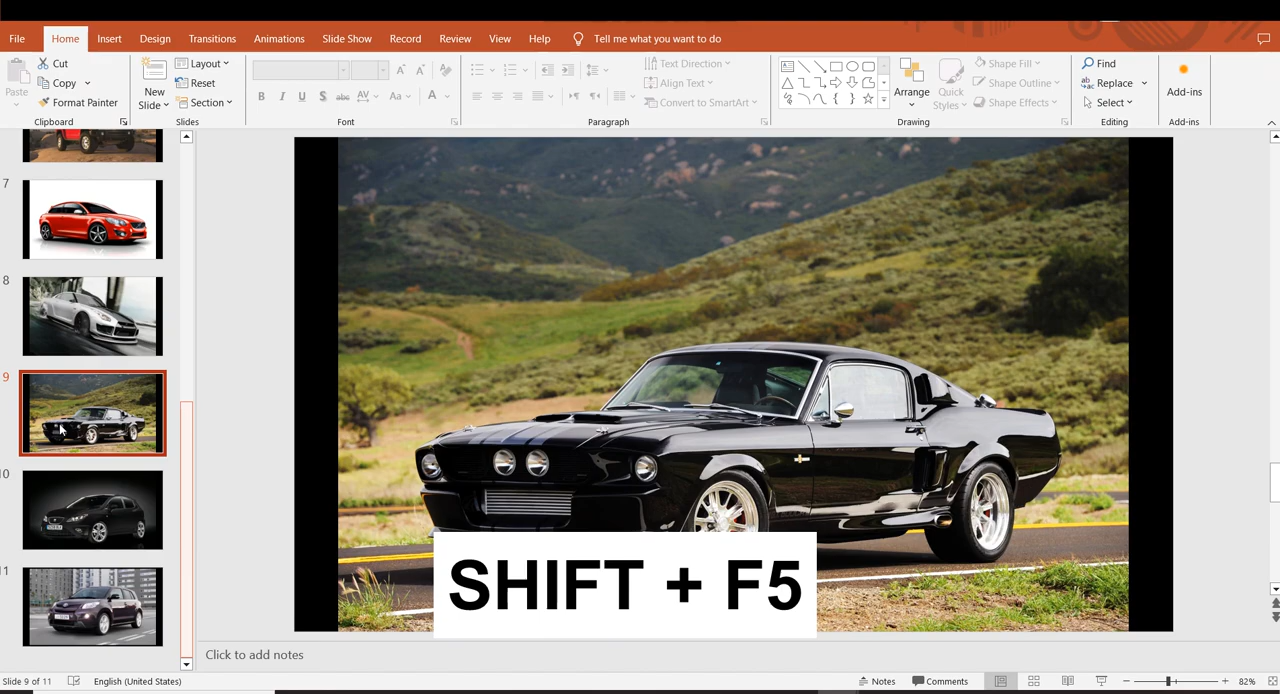 File Home Insert Design Transitions Animations Slide Show Record Review View Help Tell me what you want to do
Paste
Cut
Copy
Format Painter
Clipboard
New
Slide
Layout
Reset
Section
Slides
B I U S abc AV Aa A
Font
Text Direction
Align Text
Convert to SmartArt
Paragraph
Arrange
Quick
Styles
Shape Fill
Shape Outline
Shape Effects
Drawing
Find
Replace
Select
Editing
Add-ins
Add-ins
7
8
9
10
11
SHIFT + F5
Click to add notes
Slide 9 of 11 English (United States) Notes Comments 82%